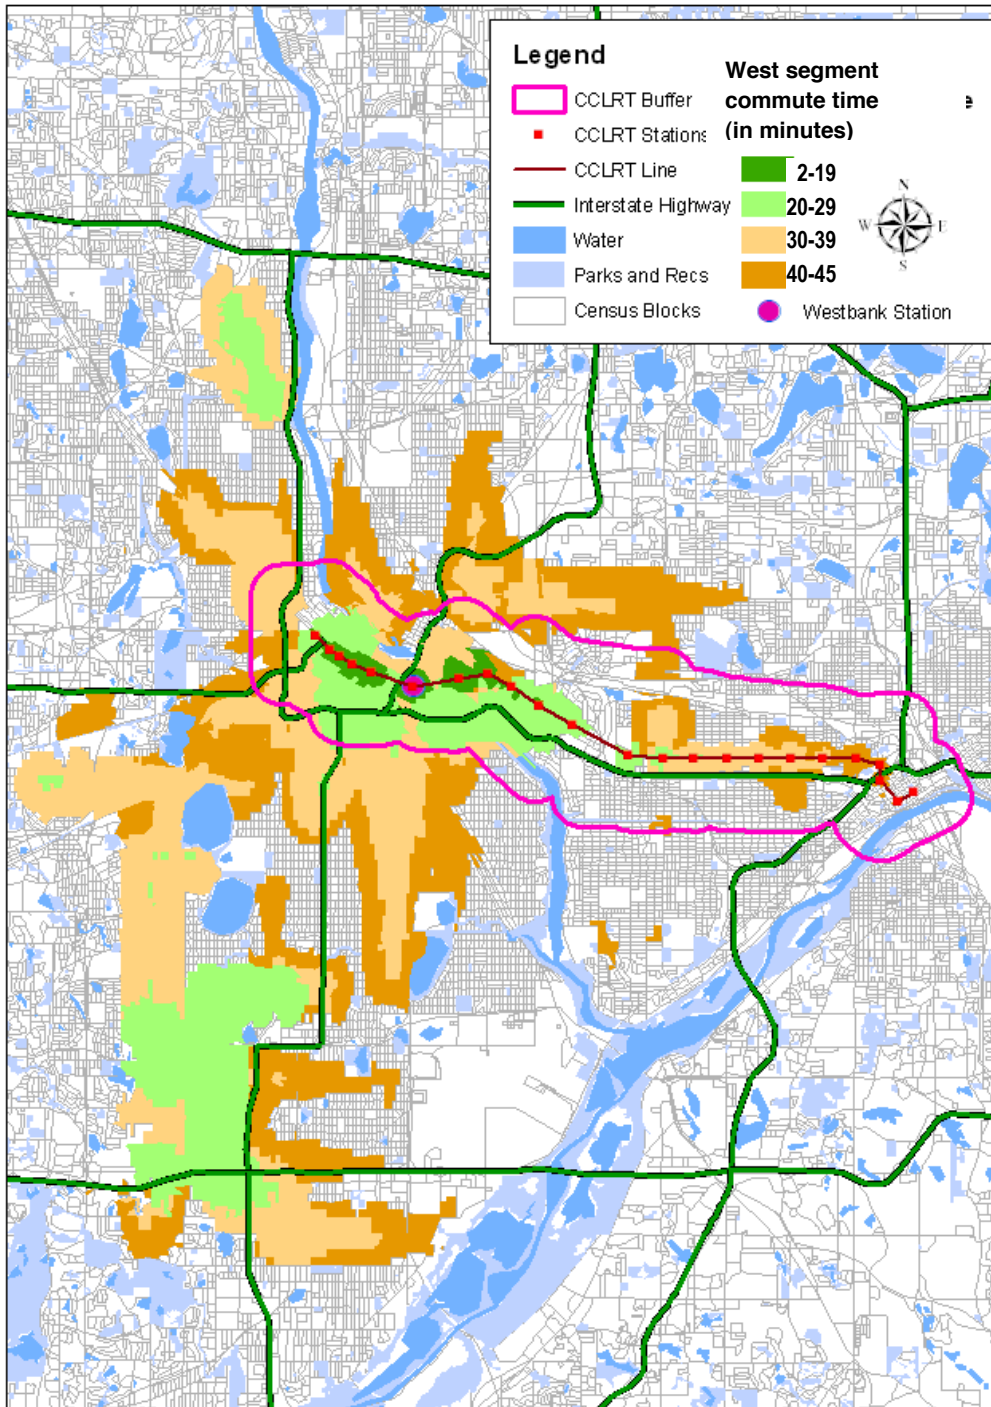 Legend
CCLRT Buffer
CCLRT Stations
CCLRT Line
Interstate Highway
Water
Parks and Recs
Census Blocks
West segment
commute time
(in minutes)
e
2-19
20-29
30-39
40-45
Westbank Station
N
W
E
S